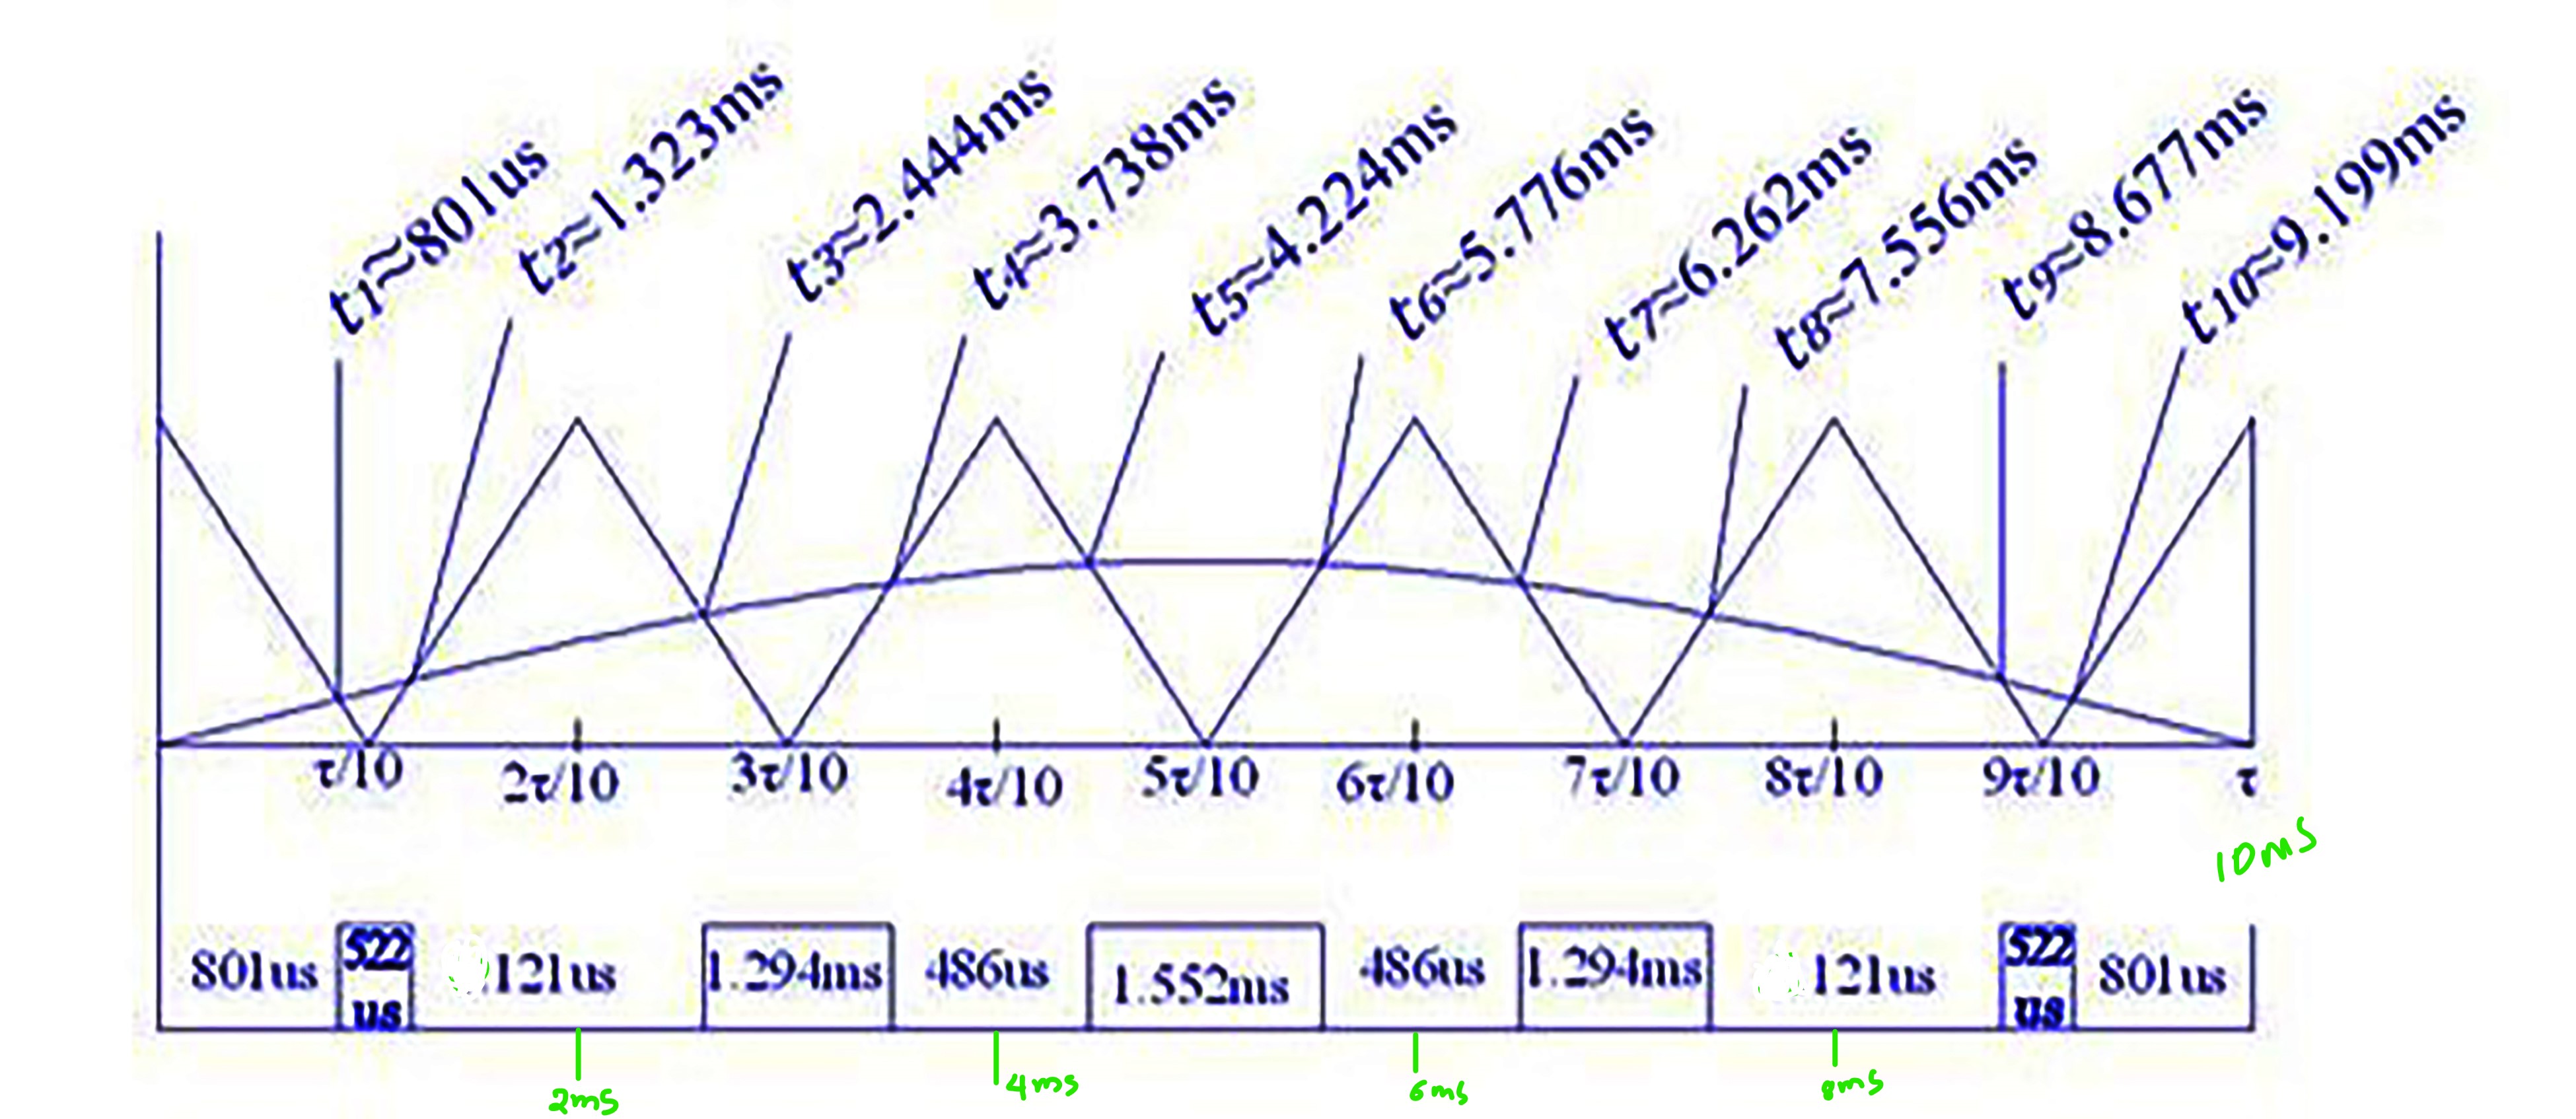 t1≈801us
t2≈1.323ms
t3≈2.444ms
t4≈3.738ms
t5≈4.224ms
t6≈5.776ms
t7≈6.262ms
t8≈7.556ms
t9≈8.677ms
t10≈9.199ms
τ/10 2τ/10 3τ/10 4τ/10 5τ/10 6τ/10 7τ/10 8τ/10 9τ/10 τ
10ms
801us 522 us 121us 1.294ms 486us 1.552ms 486us 1.294ms 121us 522 us 801us
2ms 4ms 6ms 8ms